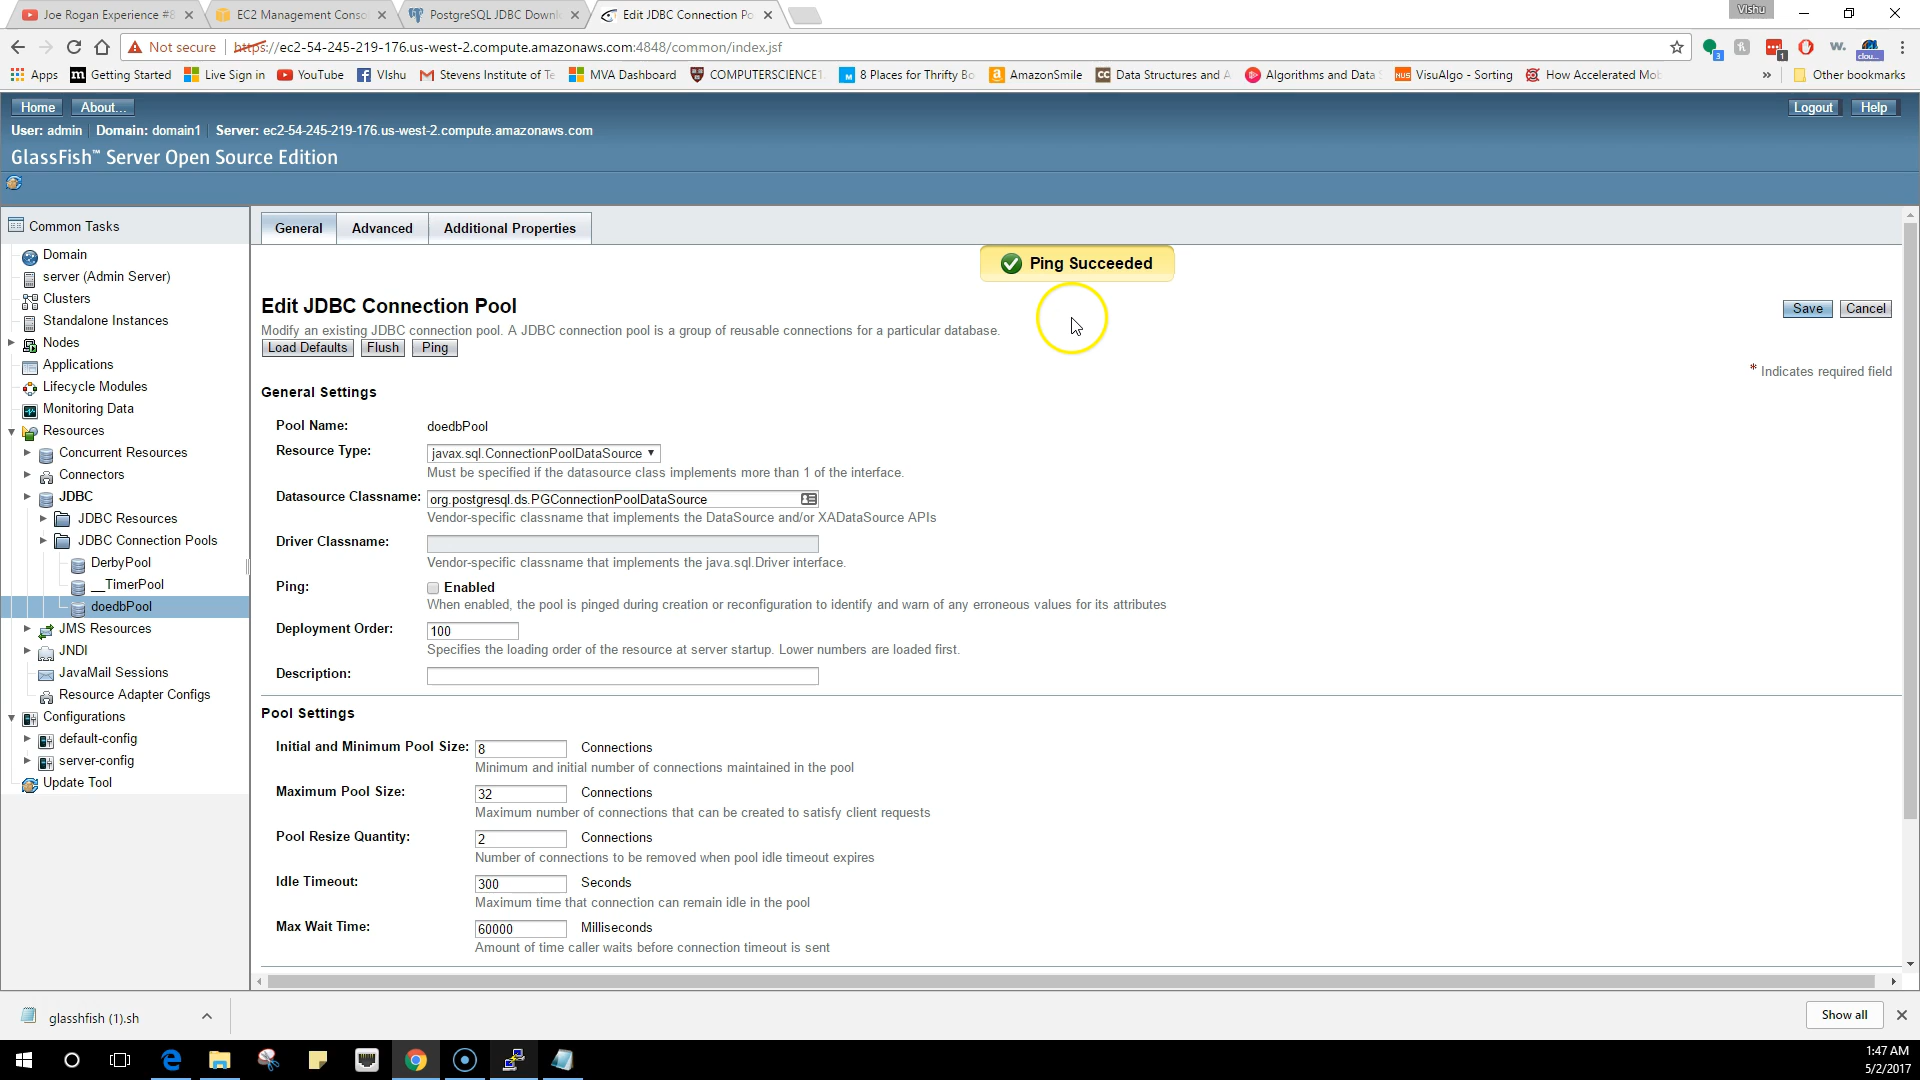 Joe Rogan Experience #8
EC2 Management Conso
PostgreSQL JDBC Downl
Edit JDBC Connection Po
Vishu
Not secure
https://ec2-54-245-219-176.us-west-2.compute.amazonaws.com:4848/common/index.jsf
3
1
w.
clou...
Apps
m
Getting Started
Live Sign in
YouTube
VIshu
Stevens Institute of Te
MVA Dashboard
COMPUTERSCIENCE1
8 Places for Thrifty Bo
AmazonSmile
CC
Data Structures and A
Algorithms and Data
NUS
VisuAlgo - Sorting
How Accelerated Mo
»
Other bookmarks
Home
About...
Logout
Help
User: admin
Domain: domain1
Server: ec2-54-245-219-176.us-west-2.compute.amazonaws.com
GlassFish™ Server Open Source Edition
Common Tasks
Domain
server (Admin Server)
Clusters
Standalone Instances
Nodes
Applications
Lifecycle Modules
Monitoring Data
Resources
Concurrent Resources
Connectors
JDBC
JDBC Resources
JDBC Connection Pools
DerbyPool
__TimerPool
doedbPool
JMS Resources
JNDI
JavaMail Sessions
Resource Adapter Configs
Configurations
default-config
server-config
Update Tool
General
Advanced
Additional Properties
Ping Succeeded
Edit JDBC Connection Pool
Save
Cancel
Modify an existing JDBC connection pool. A JDBC connection pool is a group of reusable connections for a particular database.
Load Defaults
Flush
Ping
* Indicates required field
General Settings
Pool Name:
doedbPool
Resource Type:
javax.sql.ConnectionPoolDataSource
Must be specified if the datasource class implements more than 1 of the interface.
Datasource Classname:
org.postgresql.ds.PGConnectionPoolDataSource
Vendor-specific classname that implements the DataSource and/or XADataSource APIs
Driver Classname:
Vendor-specific classname that implements the java.sql.Driver interface.
Ping:
Enabled
When enabled, the pool is pinged during creation or reconfiguration to identify and warn of any erroneous values for its attributes
Deployment Order:
100
Specifies the loading order of the resource at server startup. Lower numbers are loaded first.
Description:
Pool Settings
Initial and Minimum Pool Size:
8
Connections
Minimum and initial number of connections maintained in the pool
Maximum Pool Size:
32
Connections
Maximum number of connections that can be created to satisfy client requests
Pool Resize Quantity:
2
Connections
Number of connections to be removed when pool idle timeout expires
Idle Timeout:
300
Seconds
Maximum time that connection can remain idle in the pool
Max Wait Time:
60000
Milliseconds
Amount of time caller waits before connection timeout is sent
glasshfish (1).sh
Show all
1:47 AM
5/2/2017